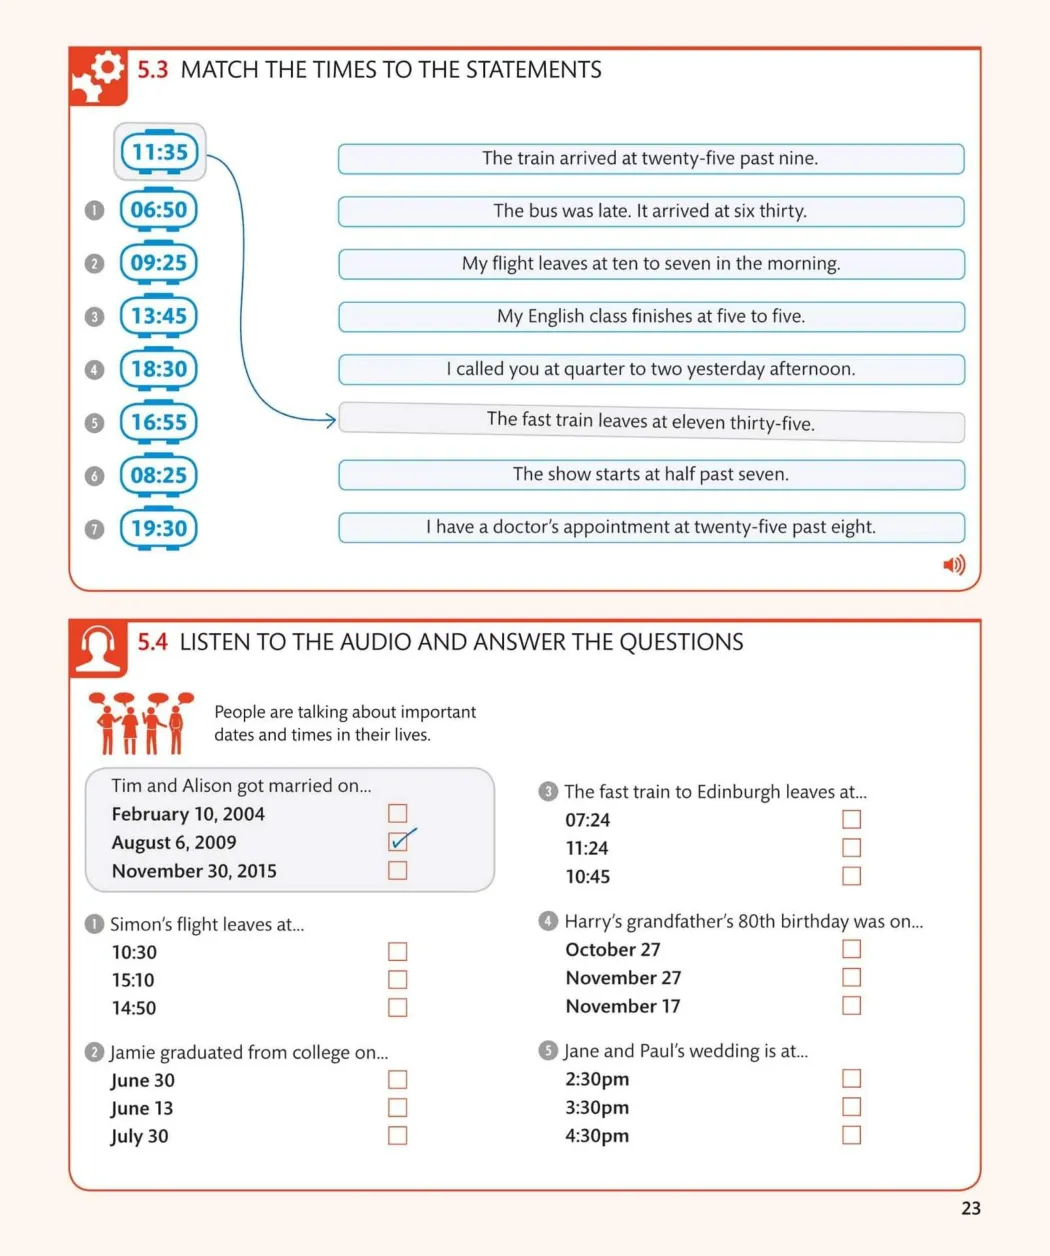 5.3 MATCH THE TIMES TO THE STATEMENTS
11:35
The train arrived at twenty-five past nine.
1 06:50
The bus was late. It arrived at six thirty.
2 09:25
My flight leaves at ten to seven in the morning.
3 13:45
My English class finishes at five to five.
4 18:30
I called you at quarter to two yesterday afternoon.
5 16:55
The fast train leaves at eleven thirty-five.
6 08:25
The show starts at half past seven.
7 19:30
I have a doctor's appointment at twenty-five past eight.
5.4 LISTEN TO THE AUDIO AND ANSWER THE QUESTIONS
People are talking about important
dates and times in their lives.
Tim and Alison got married on...
February 10, 2004
August 6, 2009
November 30, 2015
1 Simon's flight leaves at...
10:30
15:10
14:50
2 Jamie graduated from college on...
June 30
June 13
July 30
3 The fast train to Edinburgh leaves at...
07:24
11:24
10:45
4 Harry's grandfather's 80th birthday was on...
October 27
November 27
November 17
5 Jane and Paul's wedding is at...
2:30pm
3:30pm
4:30pm
23